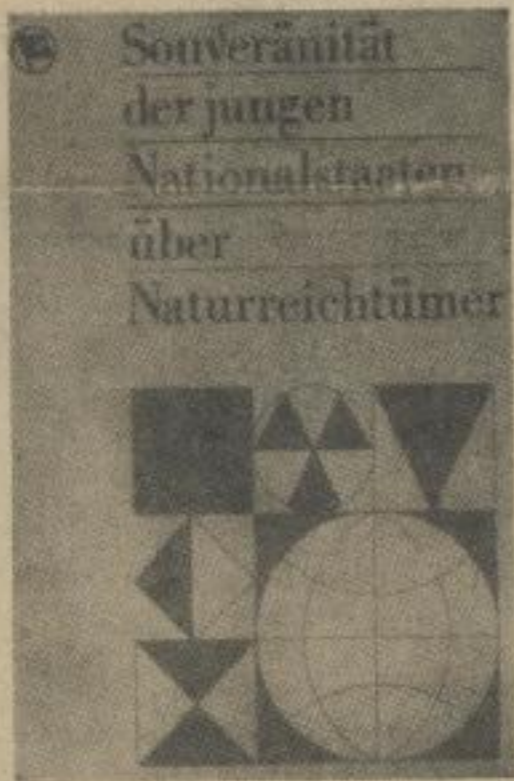 Souveränität
der jungen
Nationalstaaten
über
Naturreichtümer